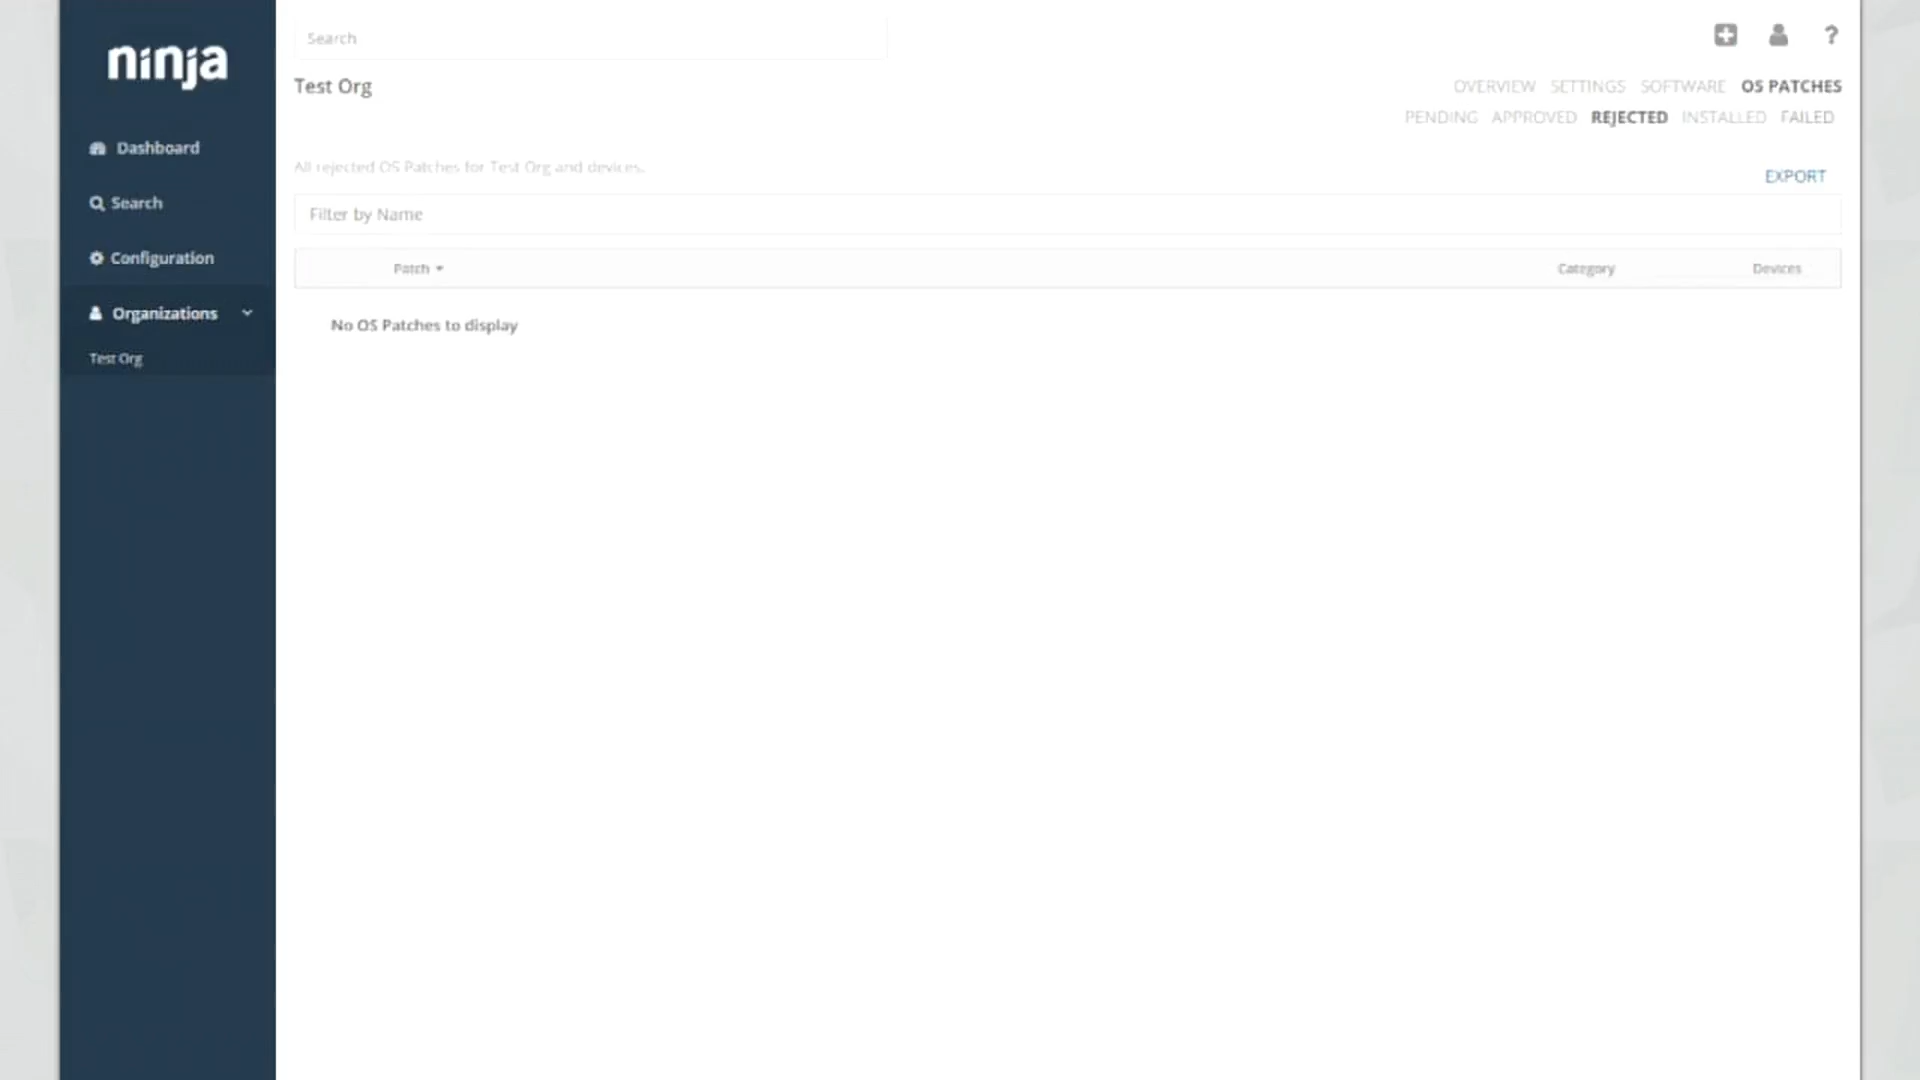 ninja
Dashboard
Search
Configuration
Organizations
Test Org
Search
Test Org
OVERVIEW SETTINGS SOFTWARE OS PATCHES
PENDING APPROVED REJECTED INSTALLED FAILED
All rejected OS Patches for Test Org and devices.
EXPORT
Filter by Name
Patch Category Devices
No OS Patches to display